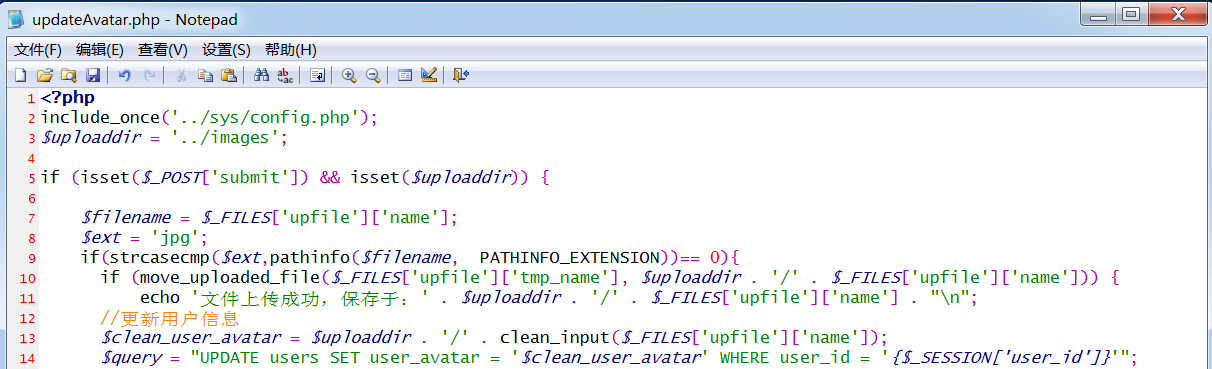 updateAvatar.php - Notepad
文件(F) 编辑(E) 查看(V) 设置(S) 帮助(H)
1 <?php
2 include_once('../sys/config.php');
3 $uploaddir = '../images';
4
5 if (isset($_POST['submit']) && isset($uploaddir)) {
6
7     $filename = $_FILES['upfile']['name'];
8     $ext = 'jpg';
9     if(strcasecmp($ext,pathinfo($filename,  PATHINFO_EXTENSION))== 0){
10       if (move_uploaded_file($_FILES['upfile']['tmp_name'], $uploaddir . '/' . $_FILES['upfile']['name'])) {
11           echo '文件上传成功，保存于：' . $uploaddir . '/' . $_FILES['upfile']['name'] . "\n";
12       //更新用户信息
13       $clean_user_avatar = $uploaddir . '/' . clean_input($_FILES['upfile']['name']);
14       $query = "UPDATE users SET user_avatar = '$clean_user_avatar' WHERE user_id = '{$_SESSION['user_id']}'";